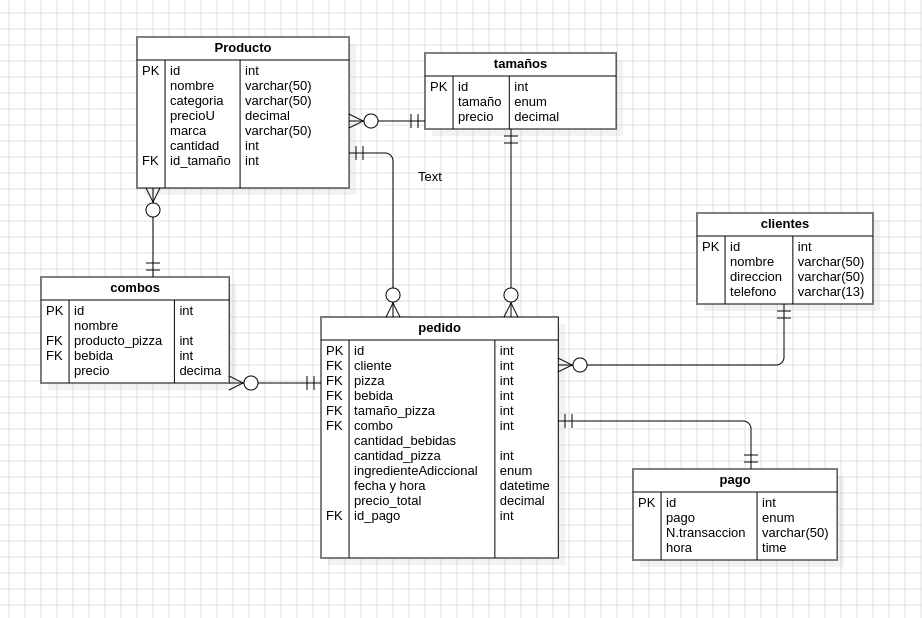 Producto
PK id int
nombre varchar(50)
categoria varchar(50)
precioU decimal
marca varchar(50)
cantidad int
FK id_tamaño int
tamaños
PK id int
tamaño enum
precio decimal
Text
clientes
PK id int
nombre varchar(50)
direccion varchar(50)
telefono varchar(13)
combos
PK id int
nombre
FK producto_pizza int
FK bebida int
precio decima
pedido
PK id int
FK cliente int
FK pizza int
FK bebida int
FK tamaño_pizza int
FK combo int
cantidad_bebidas
cantidad_pizza int
ingredienteAdiccional enum
fecha y hora datetime
precio_total decimal
FK id_pago int
pago
PK id int
pago enum
N.transaccion varchar(50)
hora time